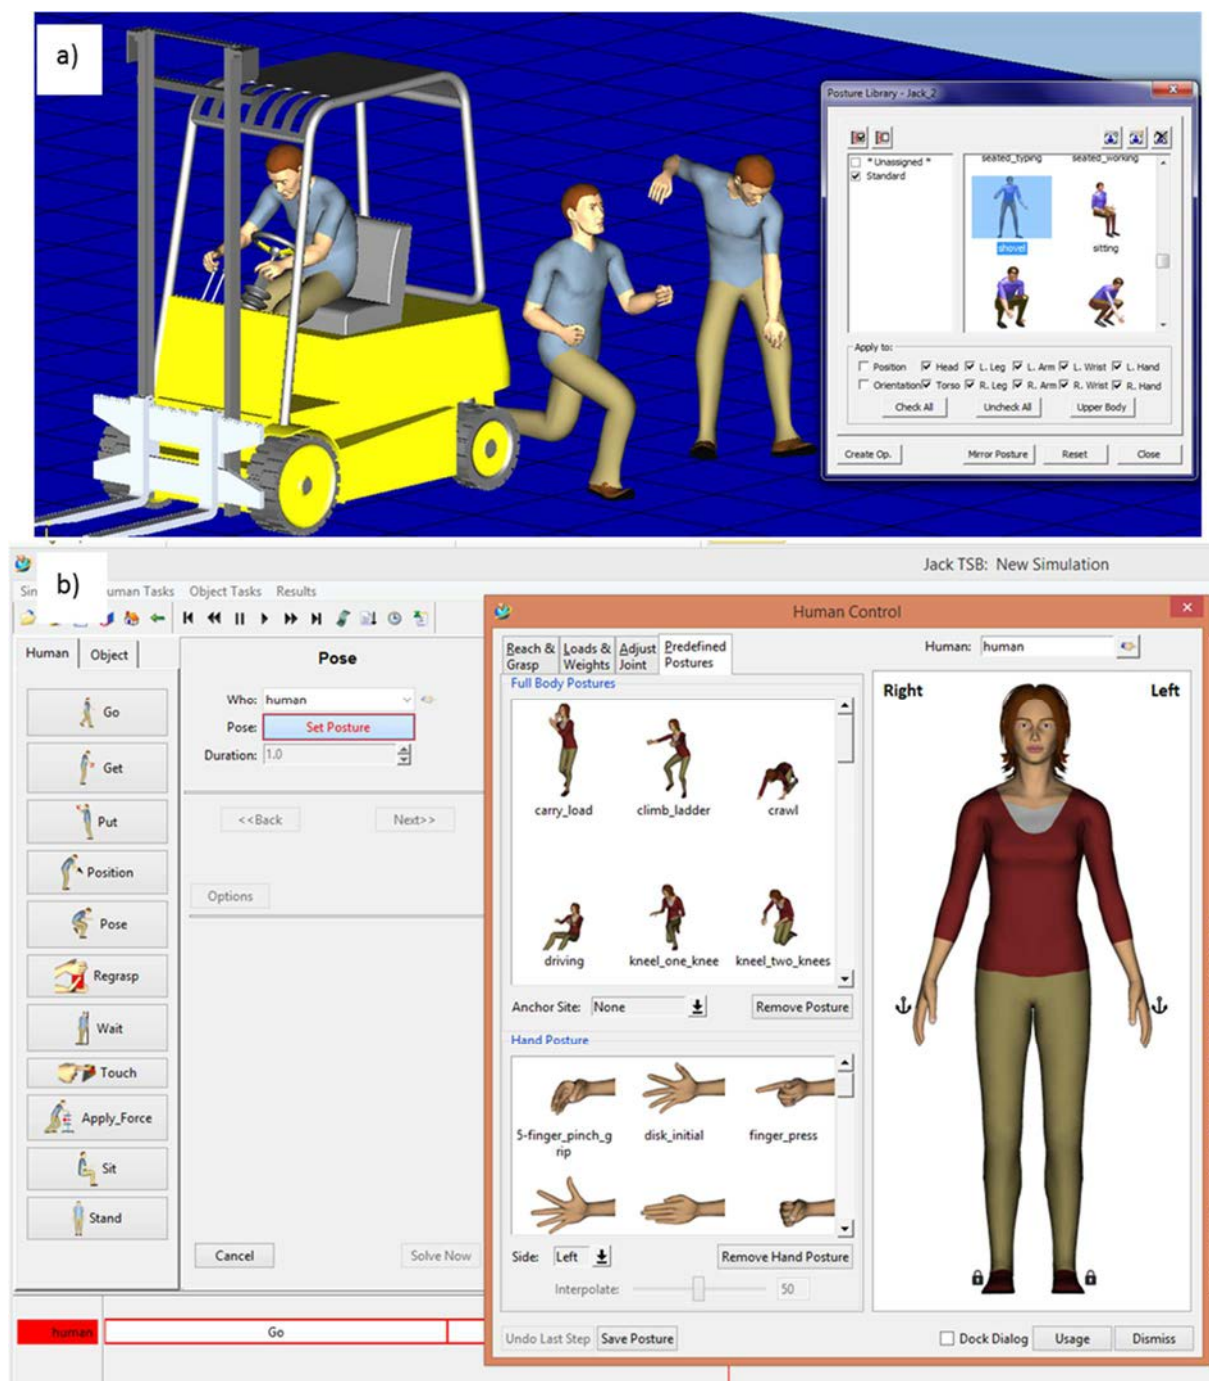 a)
Posture Library - Jack_2
seated_typing seated_working
* Unassigned *
Standard
shovel sitting
Apply to:
Position Head L. Leg L. Arm L. Wrist L. Hand
Orientation Torso R. Leg R. Arm R. Wrist R. Hand
Check All Uncheck All Upper Body
Create Op. Mirror Posture Reset Close
b)
Jack TSB: New Simulation
Human Tasks Object Tasks Results
Human Object
Go
Get
Put
Position
Pose
Regrasp
Wait
Touch
Apply_Force
Sit
Stand
Pose
Who: human
Pose: Set Posture
Duration: 1.0
<<Back Next>>
Options
Cancel Solve Now
human Go
Human Control
Reach & Grasp
Loads & Weights
Adjust Joint
Predefined Postures
Human: human
Full Body Postures
carry_load climb_ladder crawl
driving kneel_one_knee kneel_two_knees
Anchor Site: None Remove Posture
Hand Posture
5-finger_pinch_g disk_initial finger_press
rip
Side: Left Remove Hand Posture
Interpolate: 50
Right Left
Undo Last Step Save Posture Dock Dialog Usage Dismiss